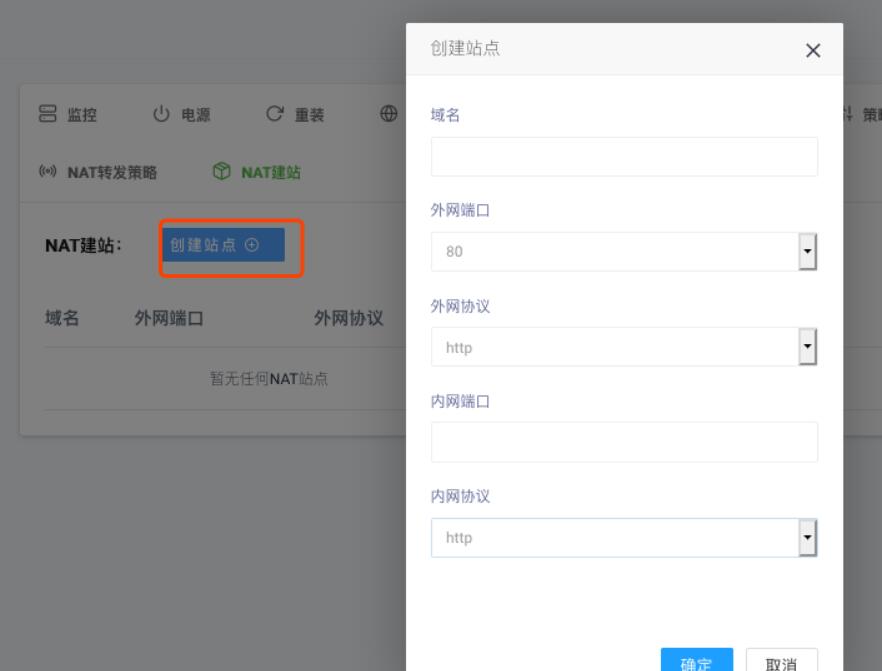 创建站点
监控
电源
重装
NAT转发策略
NAT建站
NAT建站：
创建站点
域名
外网端口
外网协议
暂无任何NAT站点
域名
外网端口
80
外网协议
http
内网端口
内网协议
http
确定
取消